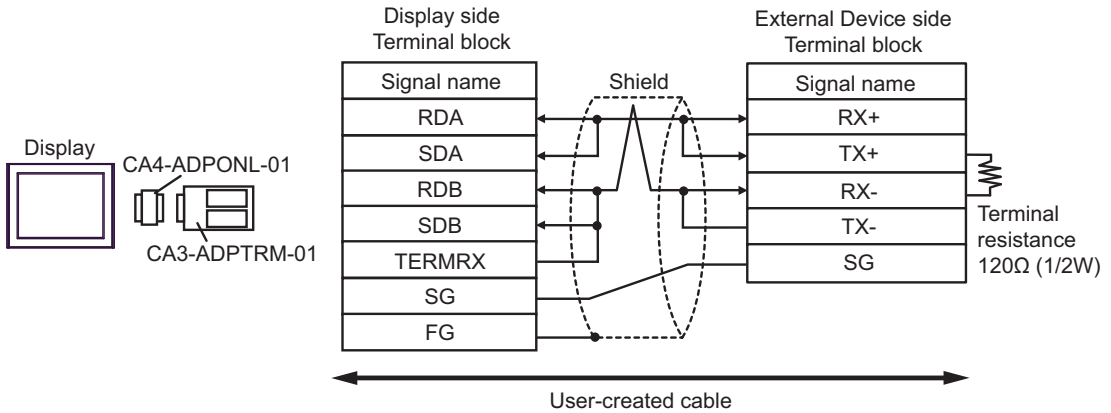 Display side
Terminal block
External Device side
Terminal block
Signal name
Shield
Signal name
RDA
RX+
Display
CA4-ADPONL-01
CA3-ADPTRM-01
SDA
TX+
RDB
RX-
SDB
TX-
Terminal
resistance
120Ω (1/2W)
TERMRX
SG
SG
FG
User-created cable